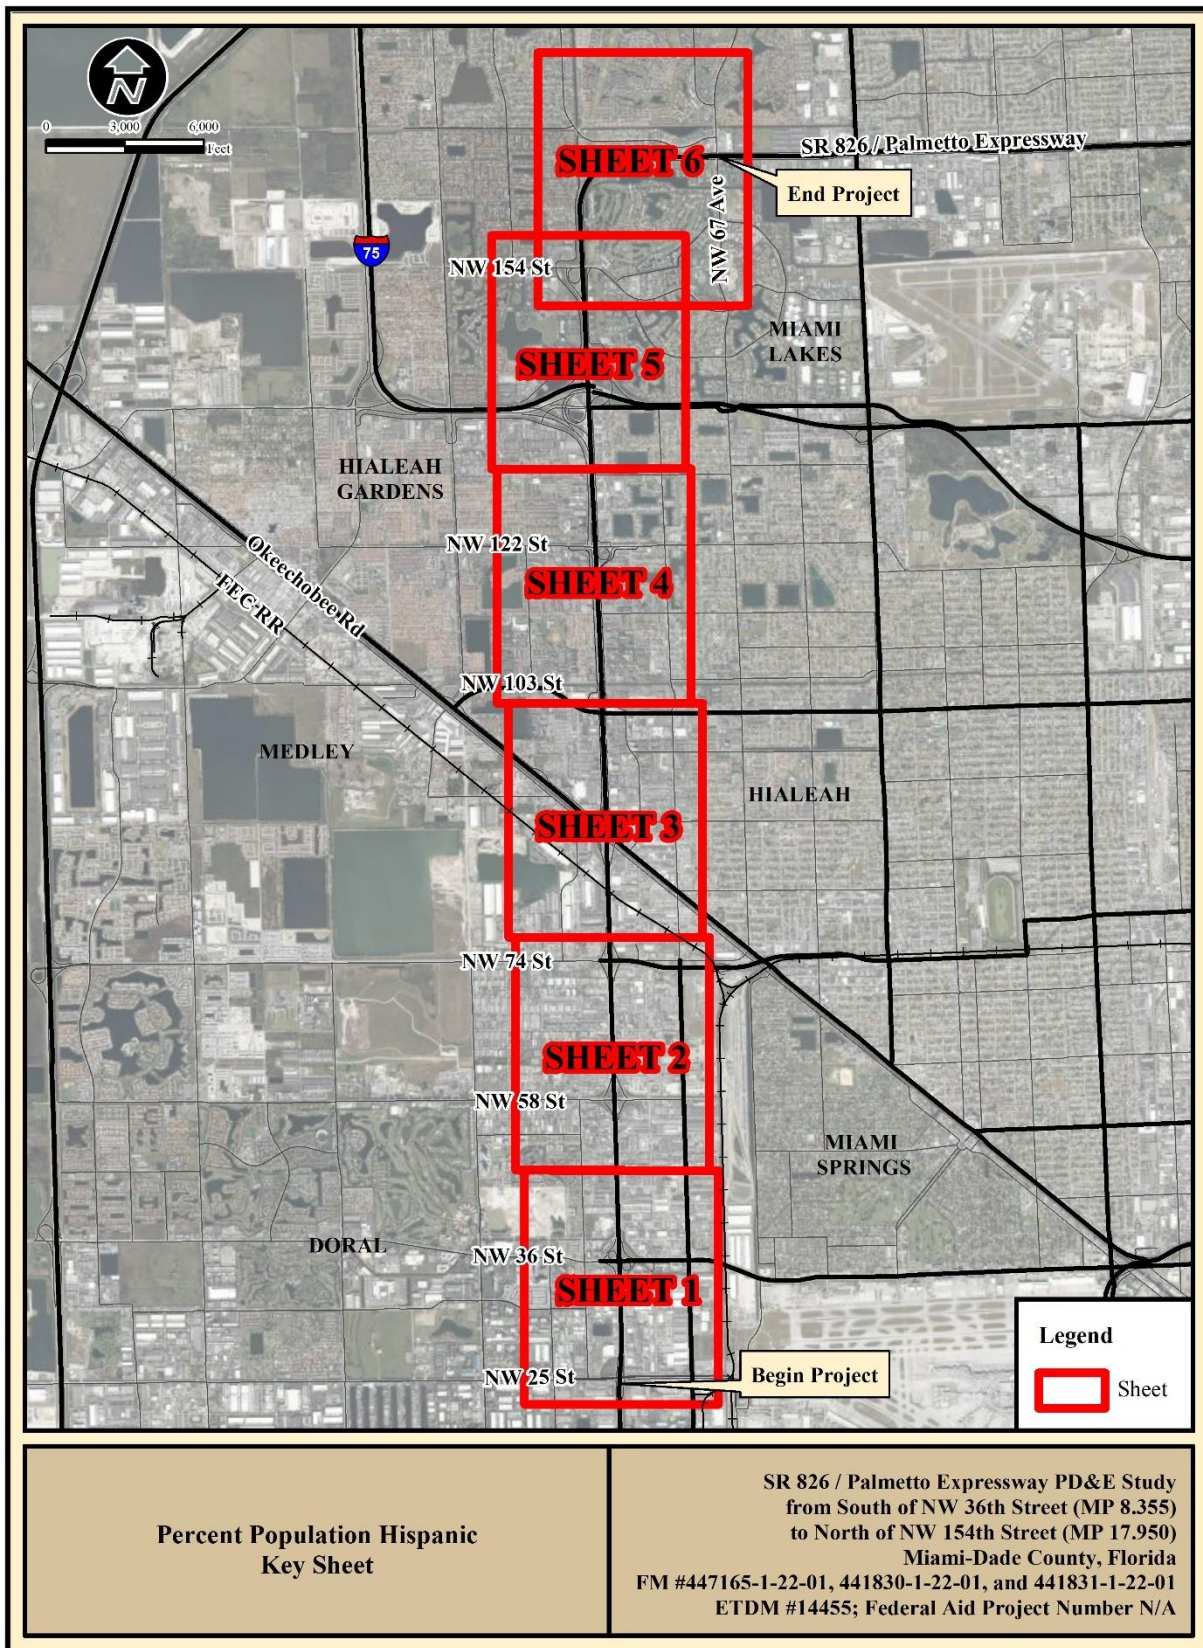 N
0 3,000 6,000
Feet
SHEET 6
SR 826 / Palmetto Expressway
End Project
NW 67 Ave
75
NW 154 St
MIAMI
LAKES
SHEET 5
HIALEAH
GARDENS
NW 122 St
Okeechobee Rd
FEC RR
SHEET 4
NW 103 St
MEDLEY
HIALEAH
SHEET 3
NW 74 St
SHEET 2
NW 58 St
MIAMI
SPRINGS
DORAL
NW 36 St
SHEET 1
NW 25 St
Begin Project
Legend
Sheet
Percent Population Hispanic
Key Sheet
SR 826 / Palmetto Expressway PD&E Study
from South of NW 36th Street (MP 8.355)
to North of NW 154th Street (MP 17.950)
Miami-Dade County, Florida
FM #447165-1-22-01, 441830-1-22-01, and 441831-1-22-01
ETDM #14455; Federal Aid Project Number N/A